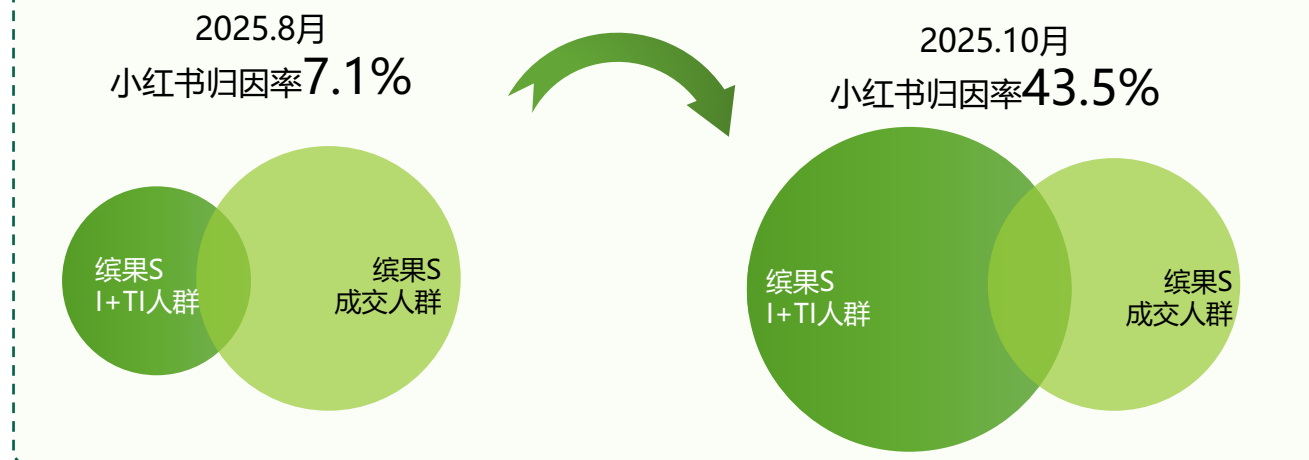 2025.8月
小红书归因率7.1%
缤果S
I+TI人群
缤果S
成交人群
2025.10月
小红书归因率43.5%
缤果S
I+TI人群
缤果S
成交人群